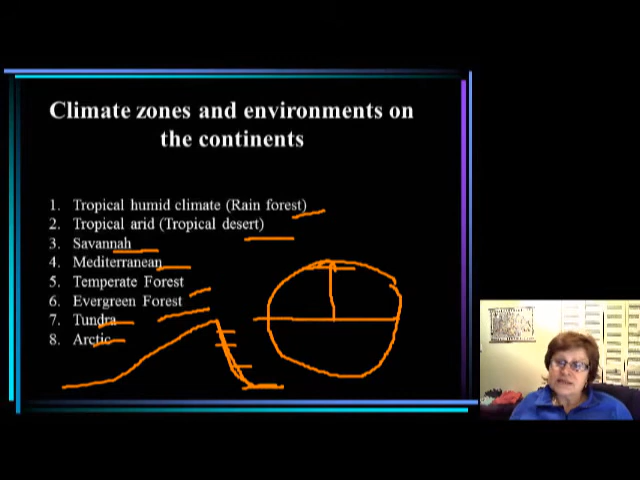 Climate zones and environments on
the continents
1. Tropical humid climate (Rain forest)
2. Tropical arid (Tropical desert)
3. Savannah
4. Mediterranean
5. Temperate Forest
6. Evergreen Forest
7. Tundra
8. Arctic